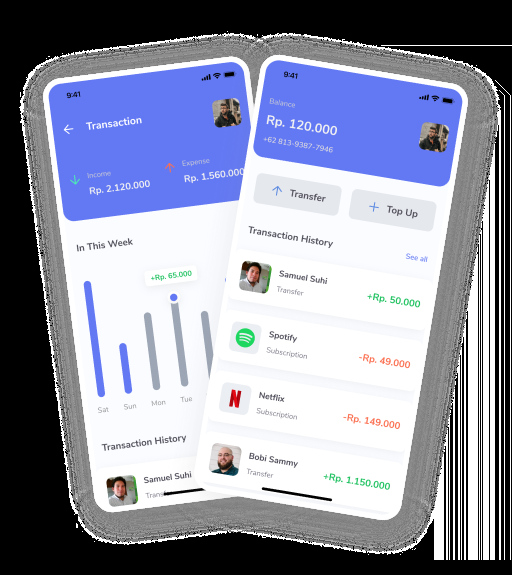 9:41
Transaction
Income
Rp. 2.120.000
Expense
Rp. 1.560.000
In This Week
+Rp. 65.000
Sat
Sun
Mon
Tue
Transaction History
Samuel Suhi
9:41
Balance
Rp. 120.000
+62 813-9387-7946
Transfer
Top Up
Transaction History
See all
Samuel Suhi
Transfer
+Rp. 50.000
Spotify
Subscription
-Rp. 49.000
N
Netflix
Subscription
-Rp. 149.000
Bobi Sammy
Transfer
+Rp. 1.150.000